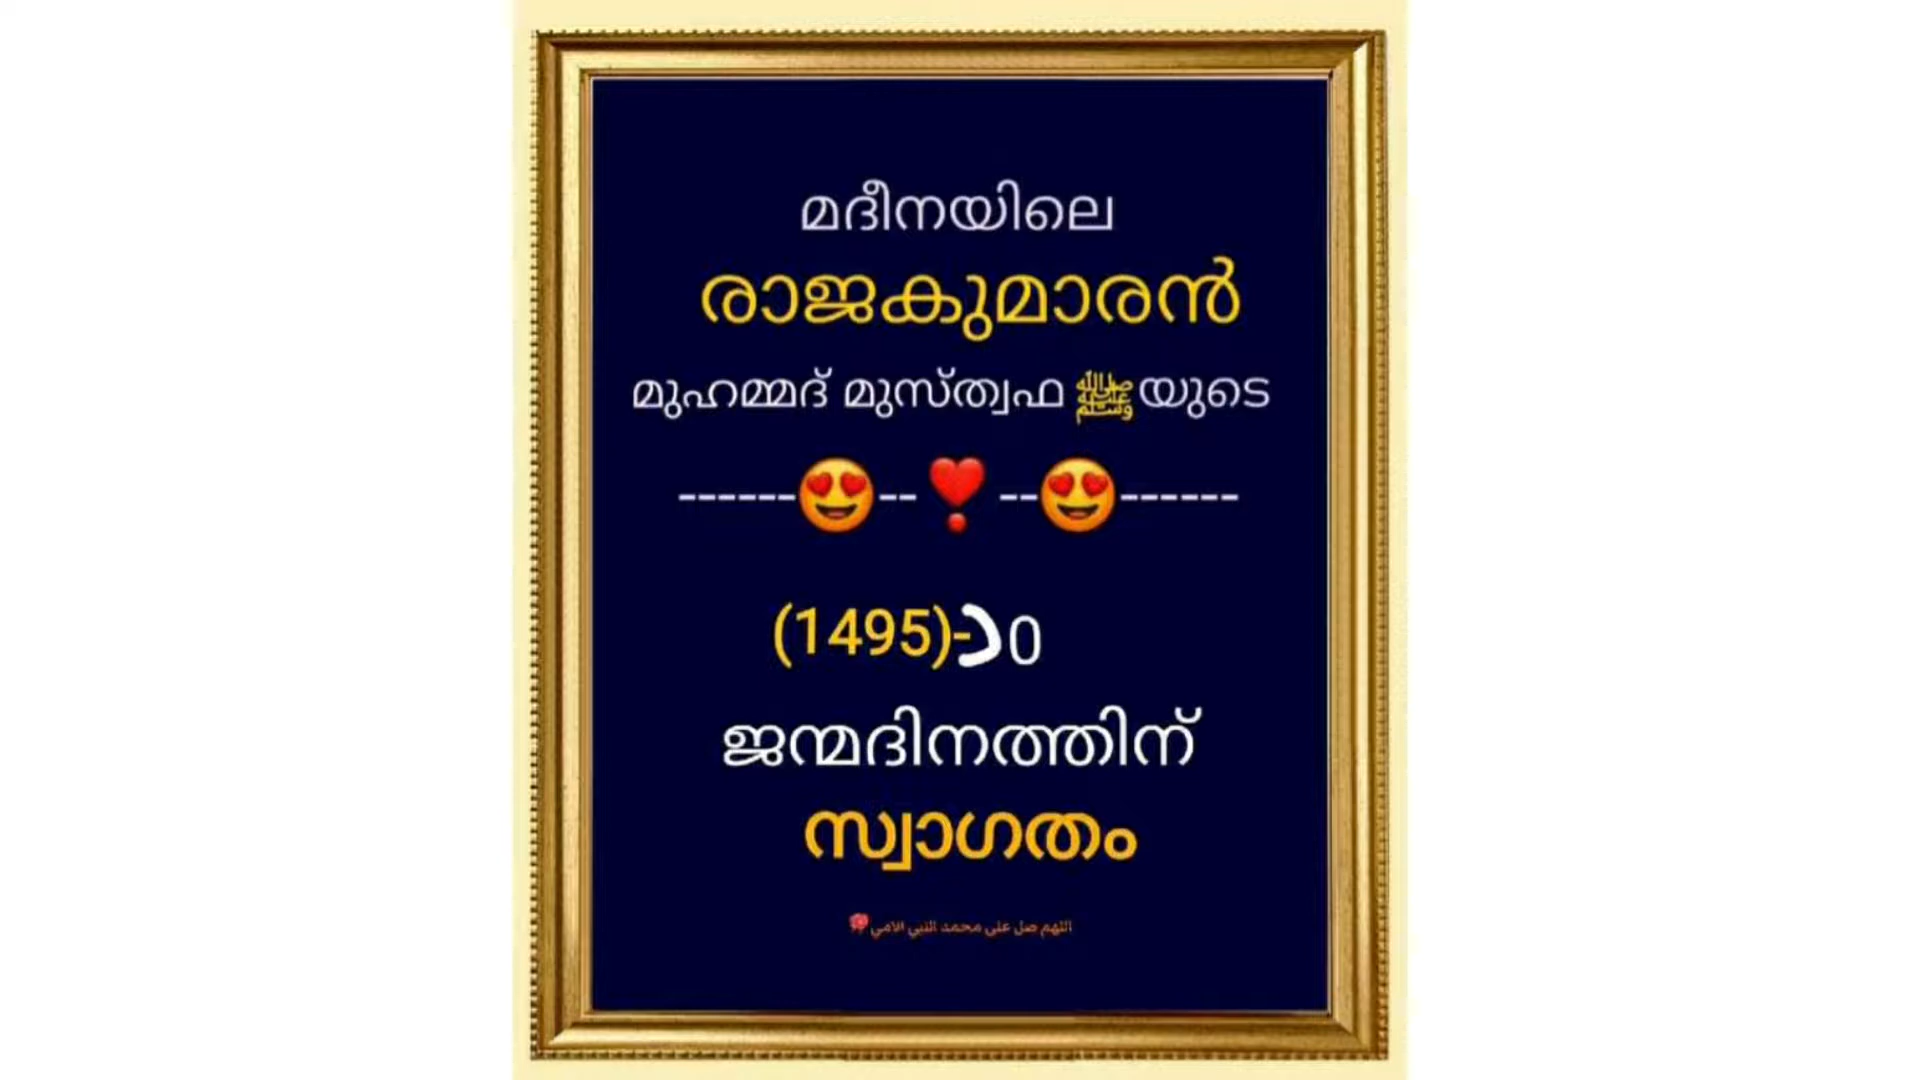 മദീനയിലെ
രാജകുമാരൻ
മുഹമ്മദ് മുസ്ത്വഫ ﷺയുടെ
------😍--❣️--😍------
(1495)-ാം
ജന്മദിനത്തിന്
സ്വാഗതം
اللهم صل على محمد النبي الامي🌹